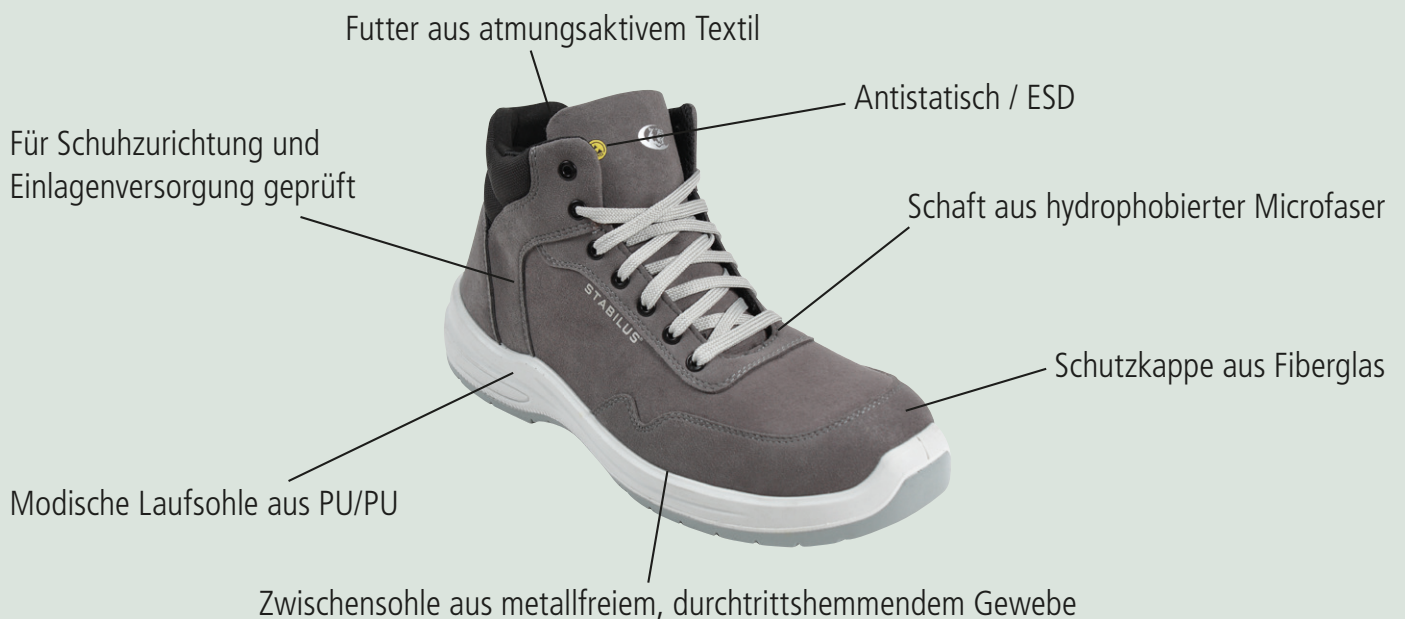 Futter aus atmungsaktivem Textil
Antistatisch / ESD
Für Schuhzurichtung und
Einlagenversorgung geprüft
Schaft aus hydrophobierter Microfaser
STABILUS
Schutzkappe aus Fiberglas
Modische Laufsohle aus PU/PU
Zwischensohle aus metallfreiem, durchtrittshemmendem Gewebe